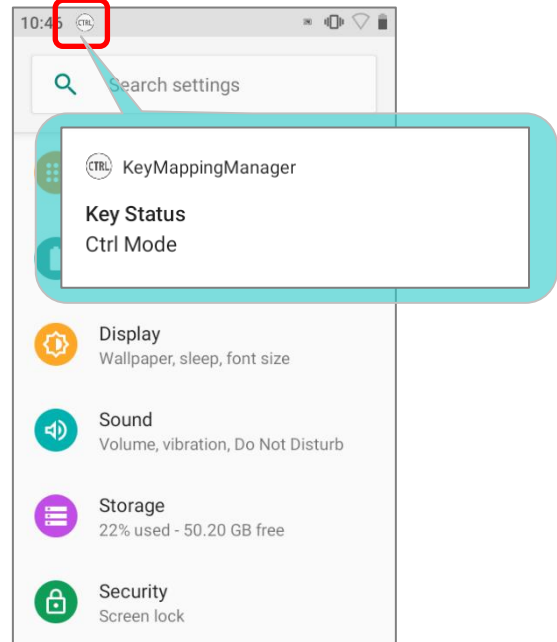 10:46 CTRL
Search settings
CTRL KeyMappingManager
Key Status
Ctrl Mode
Display
Wallpaper, sleep, font size
Sound
Volume, vibration, Do Not Disturb
Storage
22% used - 50.20 GB free
Security
Screen lock